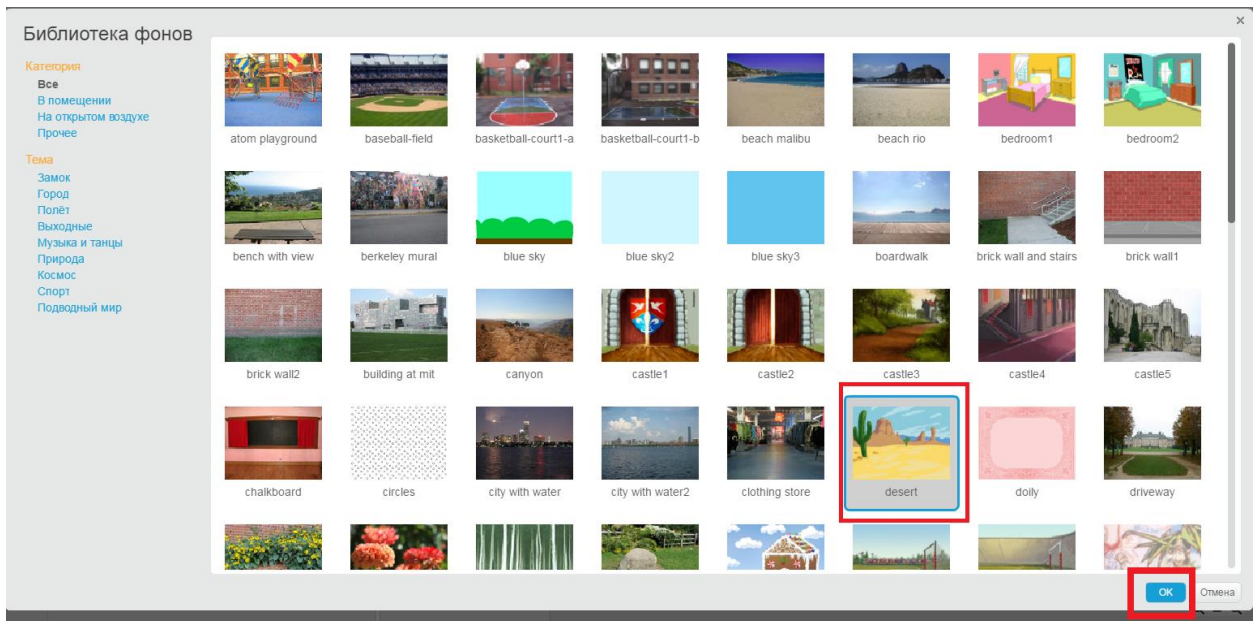 Библиотека фонов
Категория
Все
В помещении
На открытом воздухе
Прочее
Тема
Замок
Город
Полёт
Выходные
Музыка и танцы
Природа
Космос
Спорт
Подводный мир
atom playground baseball-field basketball-court1-a basketball-court1-b beach malibu beach rio bedroom1 bedroom2
bench with view berkeley mural blue sky blue sky2 blue sky3 boardwalk brick wall and stairs brick wall1
brick wall2 building at mit canyon castle1 castle2 castle3 castle4 castle5
chalkboard circles city with water city with water2 clothing store desert doily driveway
OK Отмена